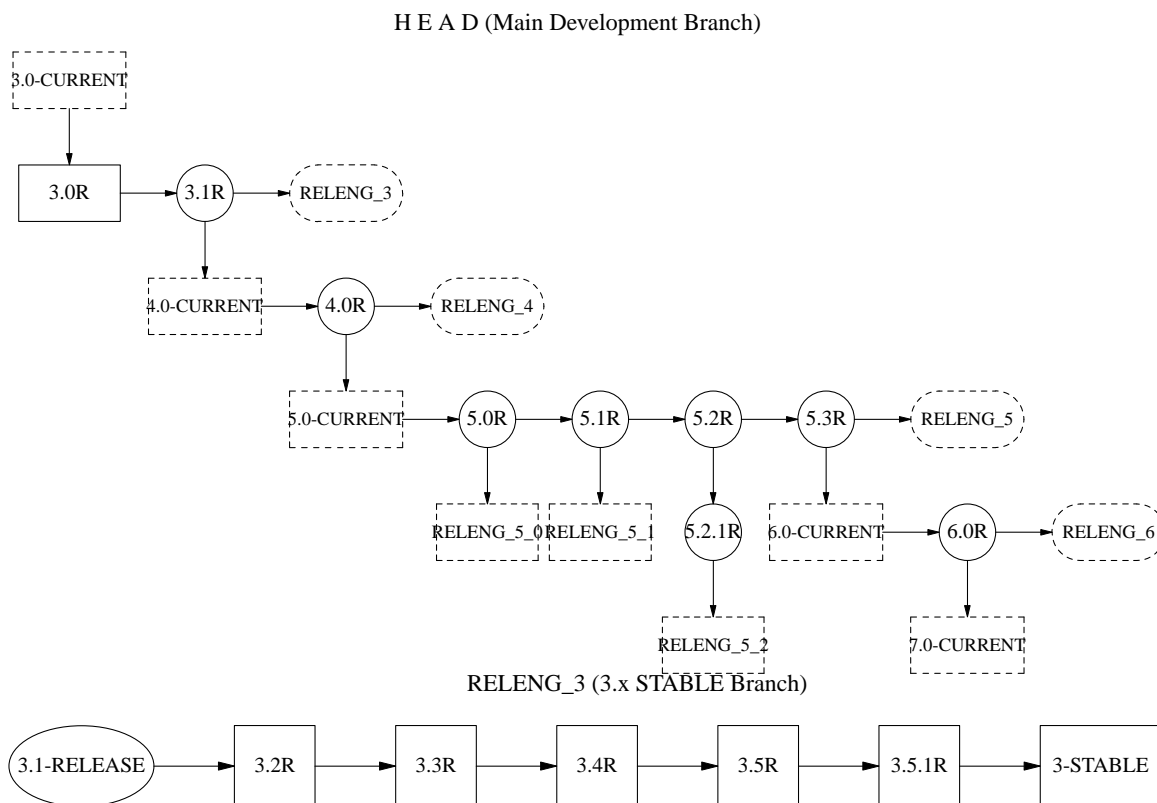 H E A D (Main Development Branch)
3.0-CURRENT
3.0R
3.1R
RELENG_3
4.0-CURRENT
4.0R
RELENG_4
5.0-CURRENT
5.0R
5.1R
5.2R
5.3R
RELENG_5
RELENG_5_0
RELENG_5_1
5.2.1R
6.0-CURRENT
6.0R
RELENG_6
RELENG_5_2
7.0-CURRENT
RELENG_3 (3.x STABLE Branch)
3.1-RELEASE
3.2R
3.3R
3.4R
3.5R
3.5.1R
3-STABLE